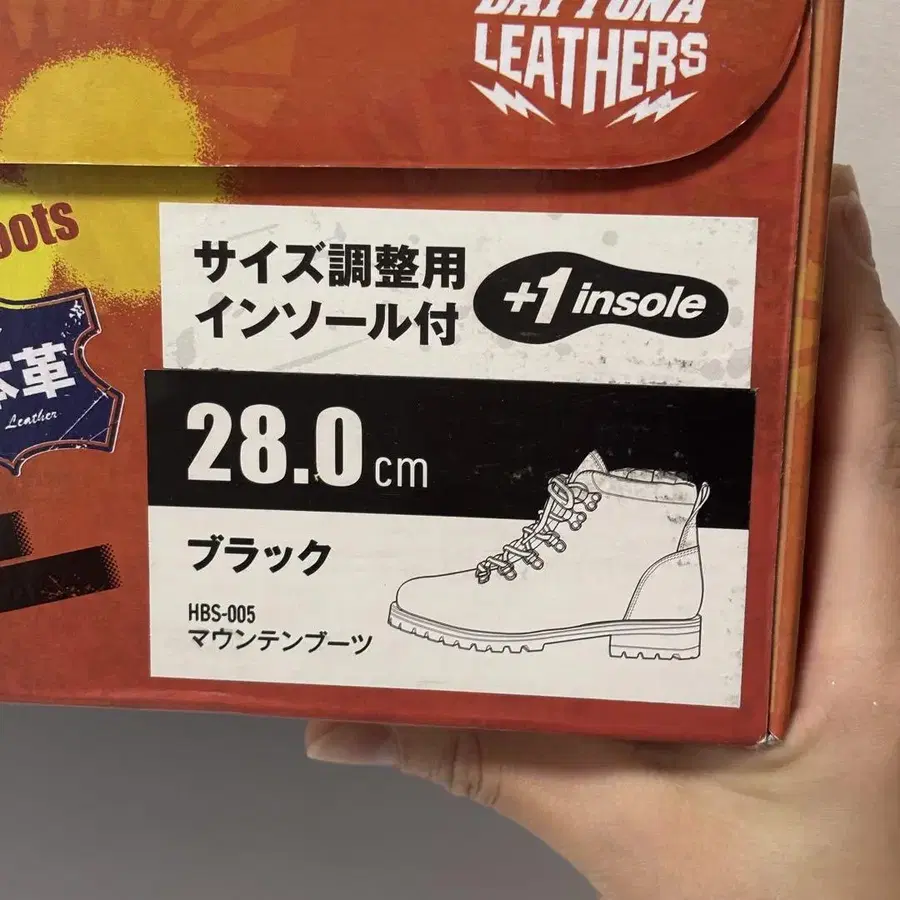 DAYTONA
LEATHERS
サイズ調整用
インソール付
+1 insole
本革
Leather
28.0 cm
ブラック
HBS-005
マウンテンブーツ